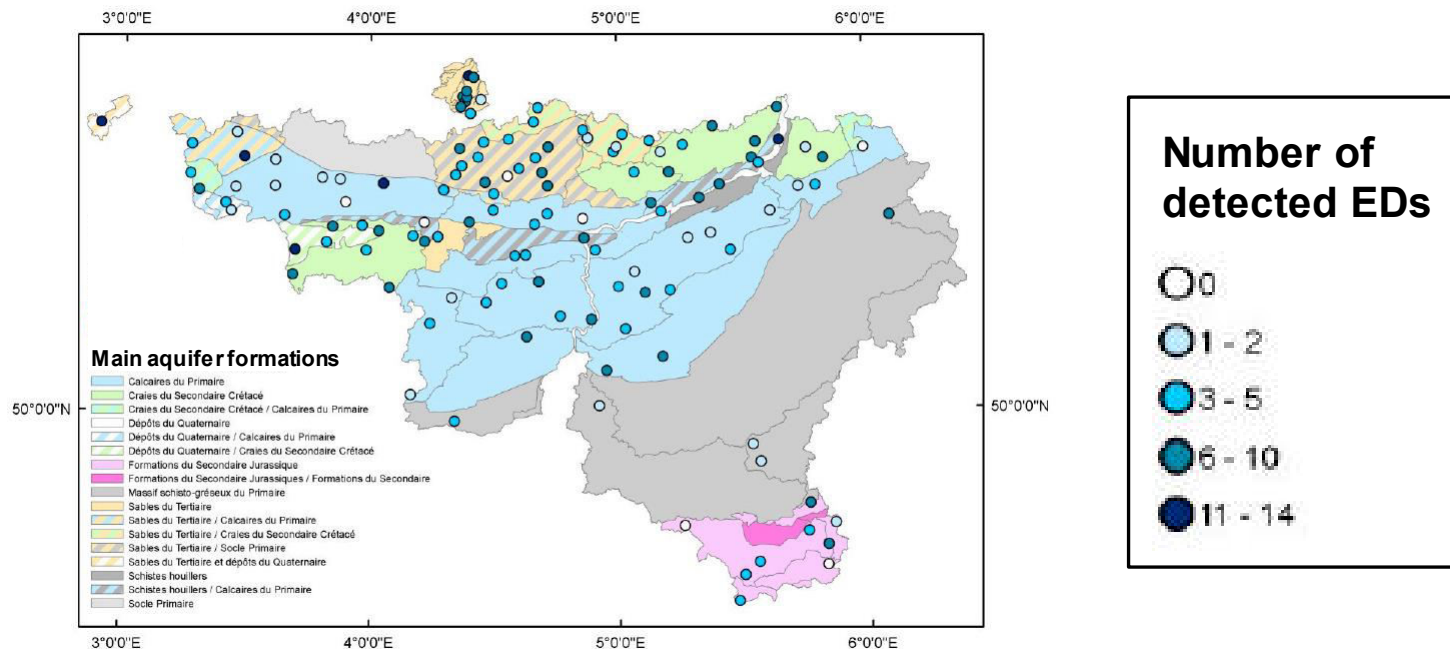 3°0'0"E 4°0'0"E 5°0'0"E 6°0'0"E
Main aquifer formations
Calcaires du Primaire
Craies du Secondaire Crétacé
Craies du Secondaire Crétacé / Calcaires du Primaire
Dépôts du Quaternaire
Dépôts du Quaternaire / Calcaires du Primaire
Dépôts du Quaternaire / Craies du Secondaire Crétacé
Formations du Secondaire Jurassique
Formations du Secondaire Jurassiques / Formations du Secondaire
Massif schisto-gréseux du Primaire
Sables du Tertiaire
Sables du Tertiaire / Calcaires du Primaire
Sables du Tertiaire / Craies du Secondaire Crétacé
Sables du Tertiaire / Socle Primaire
Sables du Tertiaire et dépôts du Quaternaire
Schistes houillers
Schistes houillers / Calcaires du Primaire
Socle Primaire
50°0'0"N
50°0'0"N
3°0'0"E 4°0'0"E 5°0'0"E 6°0'0"E
Number of
detected EDs
0
1 - 2
3 - 5
6 - 10
11 - 14